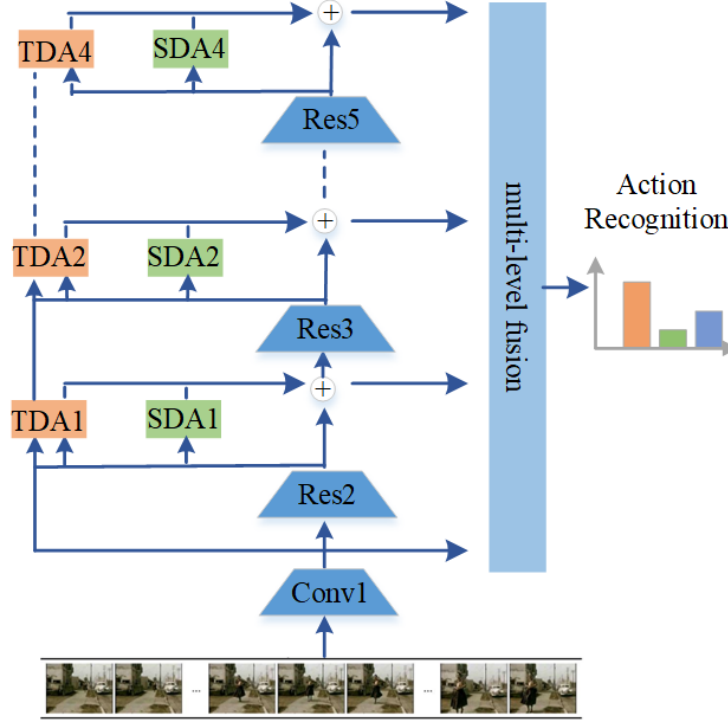 +
TDA4 SDA4
Res5
Action
Recognition
multi-level fusion
+
TDA2 SDA2
Res3
+
TDA1 SDA1
Res2
Conv1
... ...